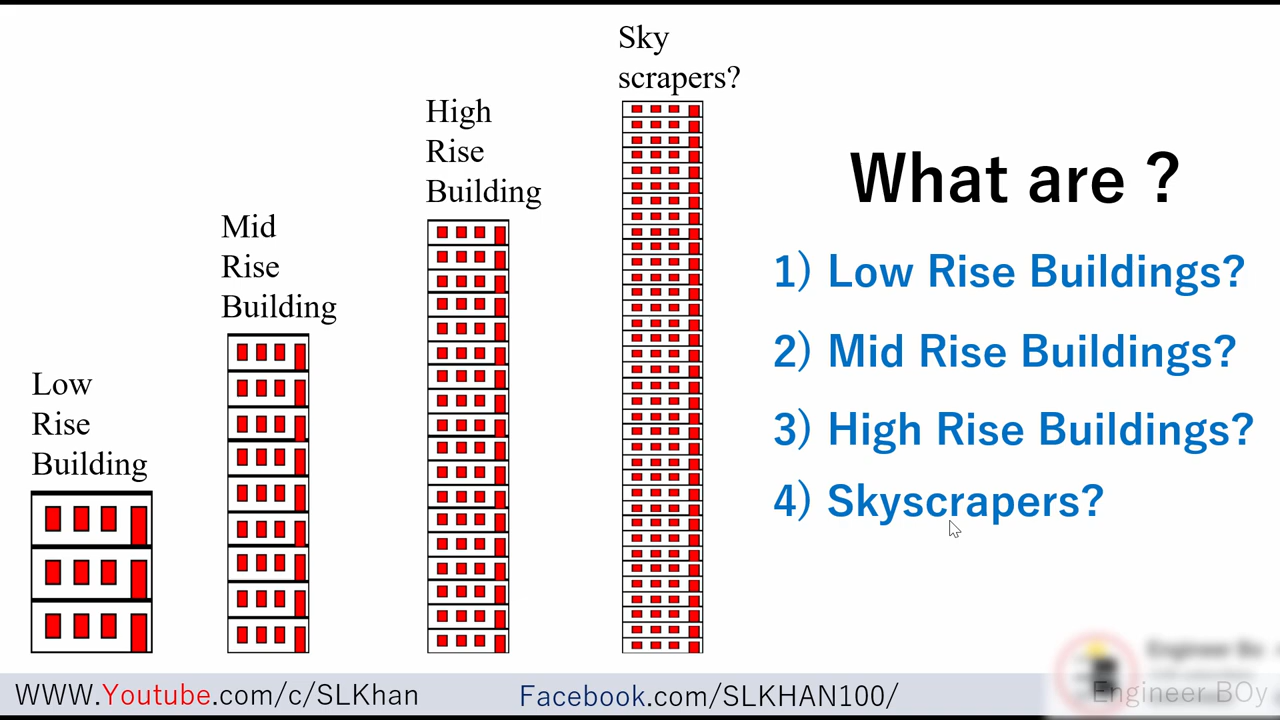 Sky
scrapers?
High
Rise
Building
Mid
Rise
Building
Low
Rise
Building
What are ?
1) Low Rise Buildings?
2) Mid Rise Buildings?
3) High Rise Buildings?
4) Skyscrapers?
WWW.Youtube.com/c/SLKhan
Facebook.com/SLKHAN100/
Engineer BOy